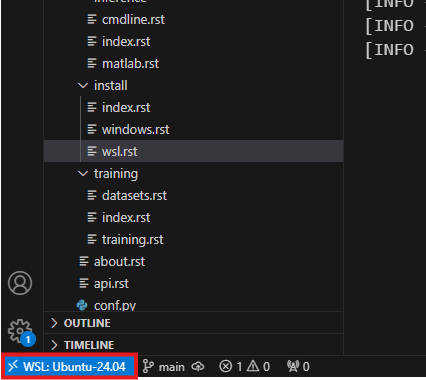 inference
[INFO
cmdline.rst
index.rst
[INFO
matlab.rst
[INFO
install
index.rst
windows.rst
wsl.rst
training
datasets.rst
index.rst
training.rst
about.rst
api.rst
conf.py
OUTLINE
1
TIMELINE
WSL: Ubuntu-24.04 main 1 0 0